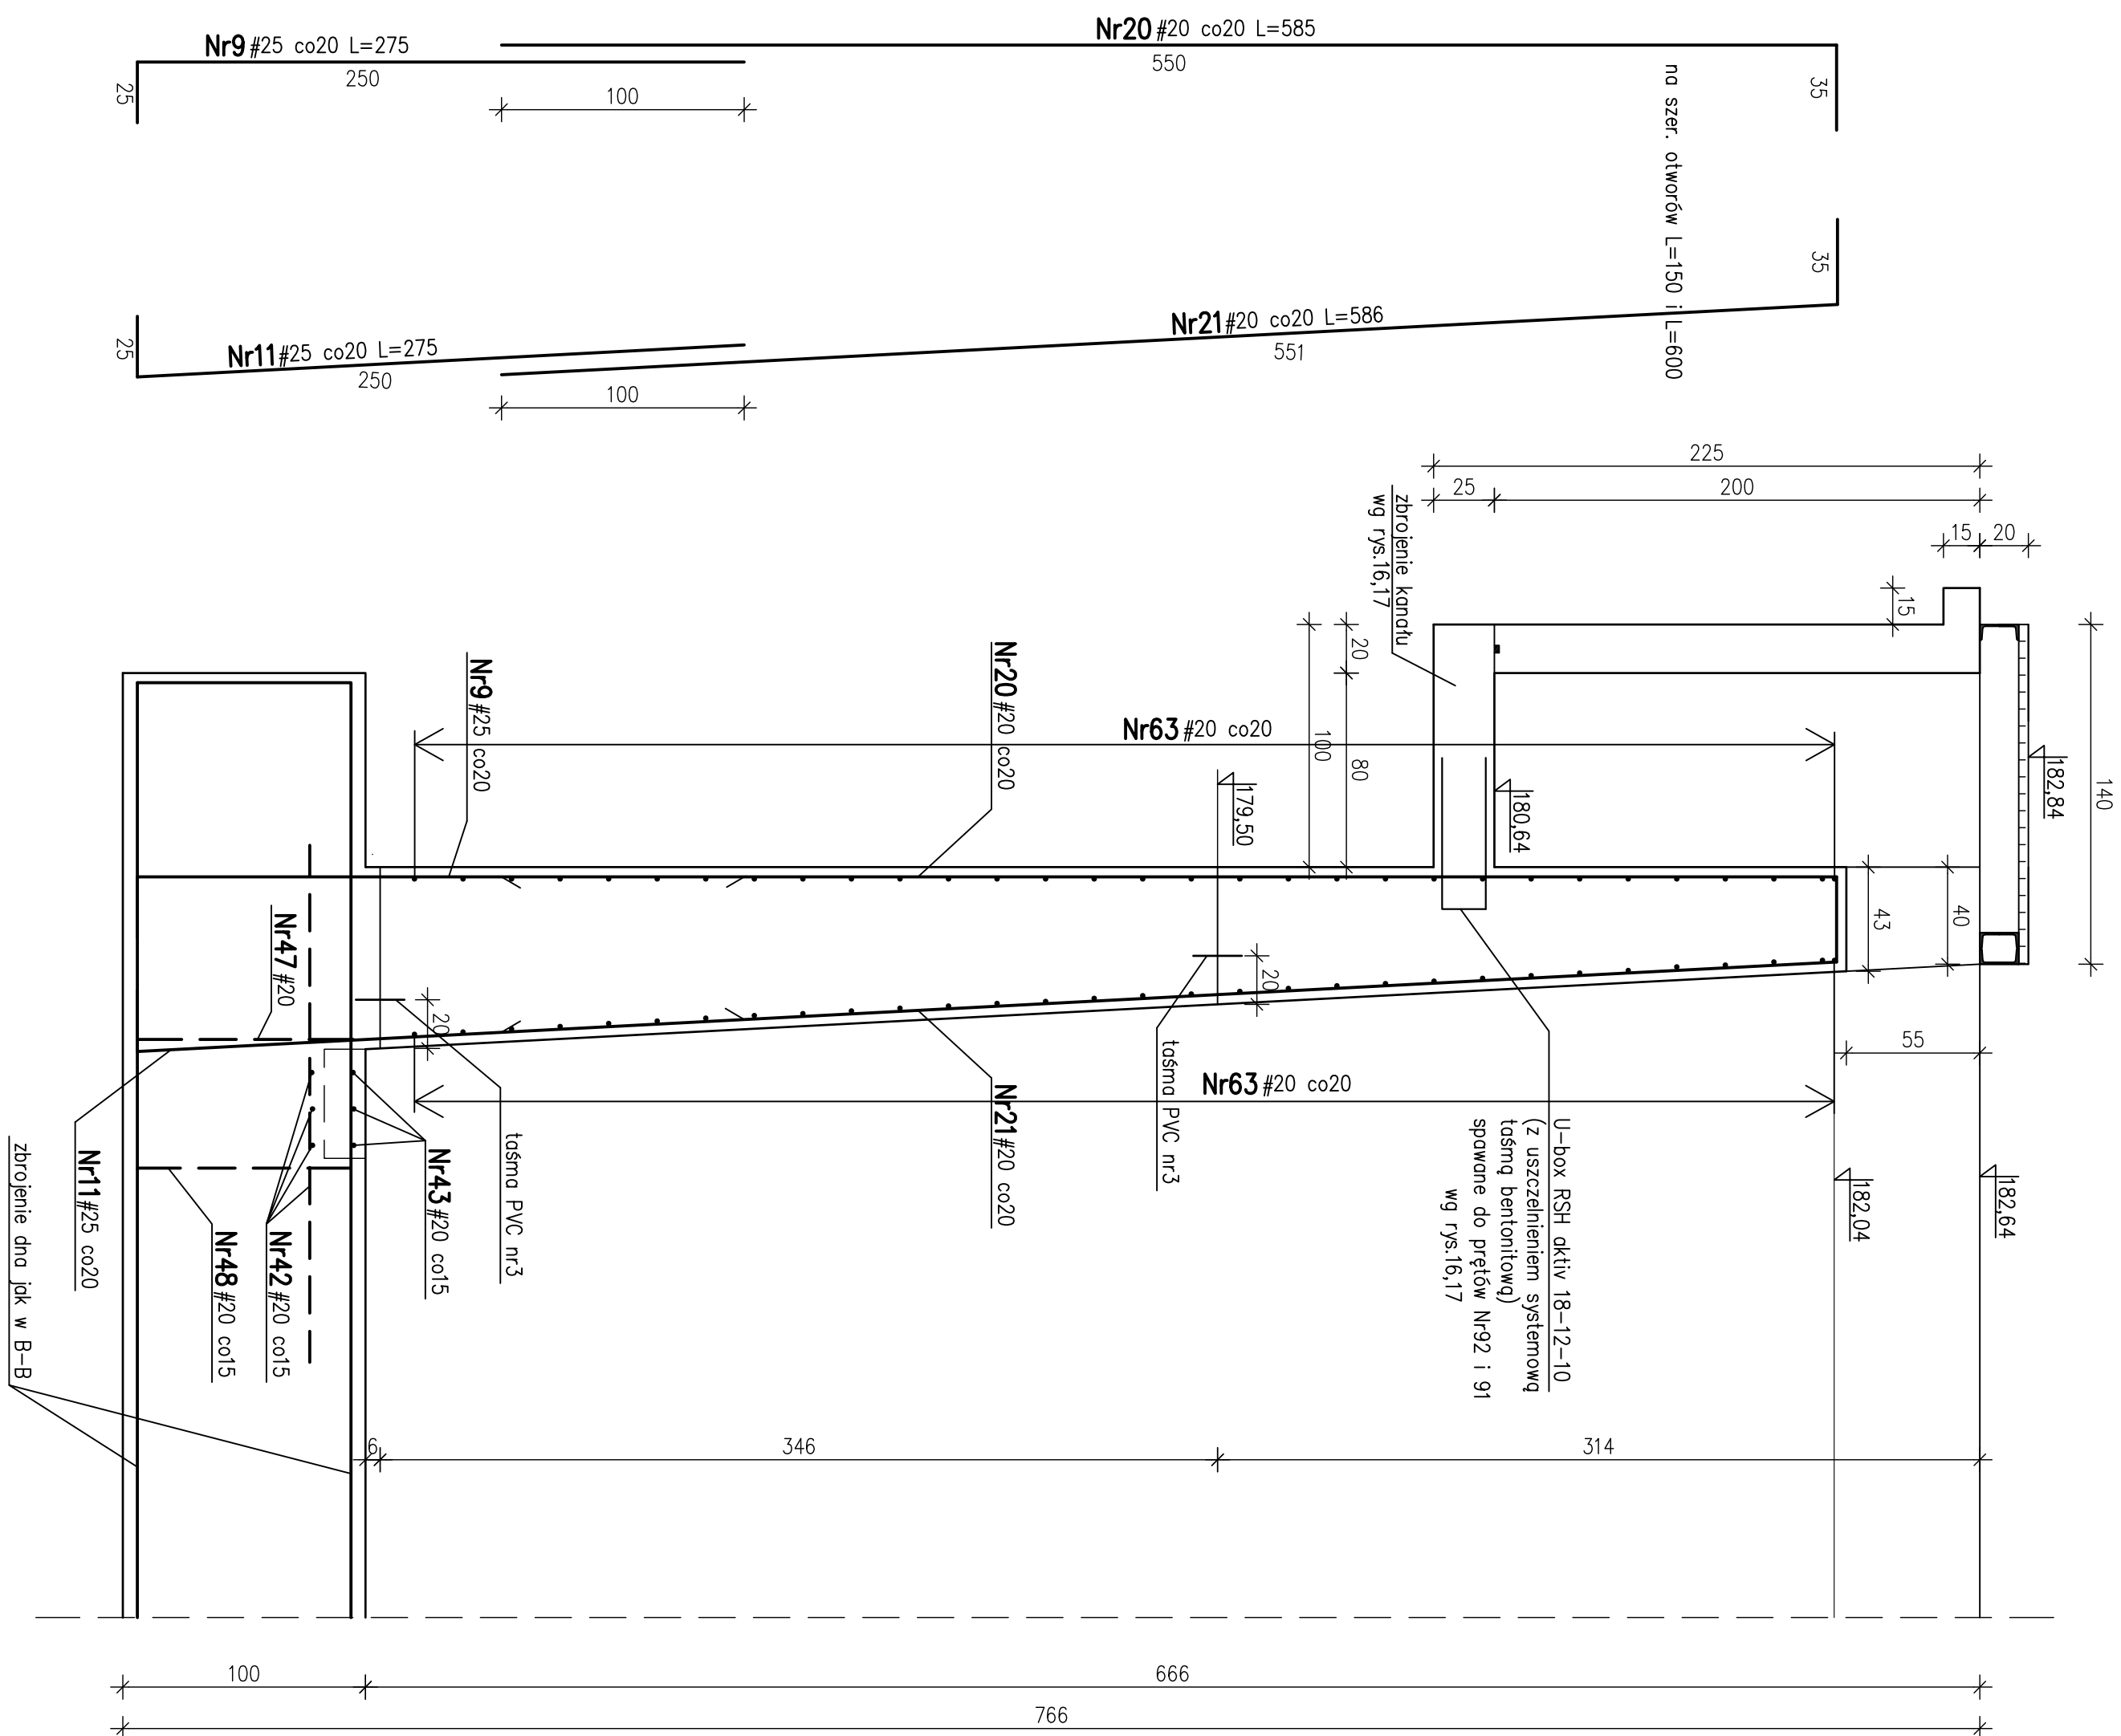 Nr9 #25 co20 L=275
250
25
100
Nr20 #20 co20 L=585
550
35
na szer. otworów L=150 i L=600
35
Nr21 #20 co20 L=586
551
Nr11 #25 co20 L=275
250
25
100
225
25
200
15
20
15
140
182,84
zbrojenie kanału
wg rys.16,17
20
80
100
180,64
179,50
Nr63 #20 co20
Nr20 #20 co20
Nr9 #25 co20
43
40
55
20
20
Nr47 #20
Nr63 #20 co20
Nr21 #20 co20
taśma PVC nr3
taśma PVC nr3
U-box RSH aktiv 18-12-10
(z uszczelnieniem systemową
taśmą bentonitową)
spawane do prętów Nr92 i 91
wg rys.16,17
182,04
182,64
Nr43 #20 co15
Nr42 #20 co15
Nr48 #20 co15
Nr11 #25 co20
zbrojenie dna jak w B-B
6
346
314
100
666
766